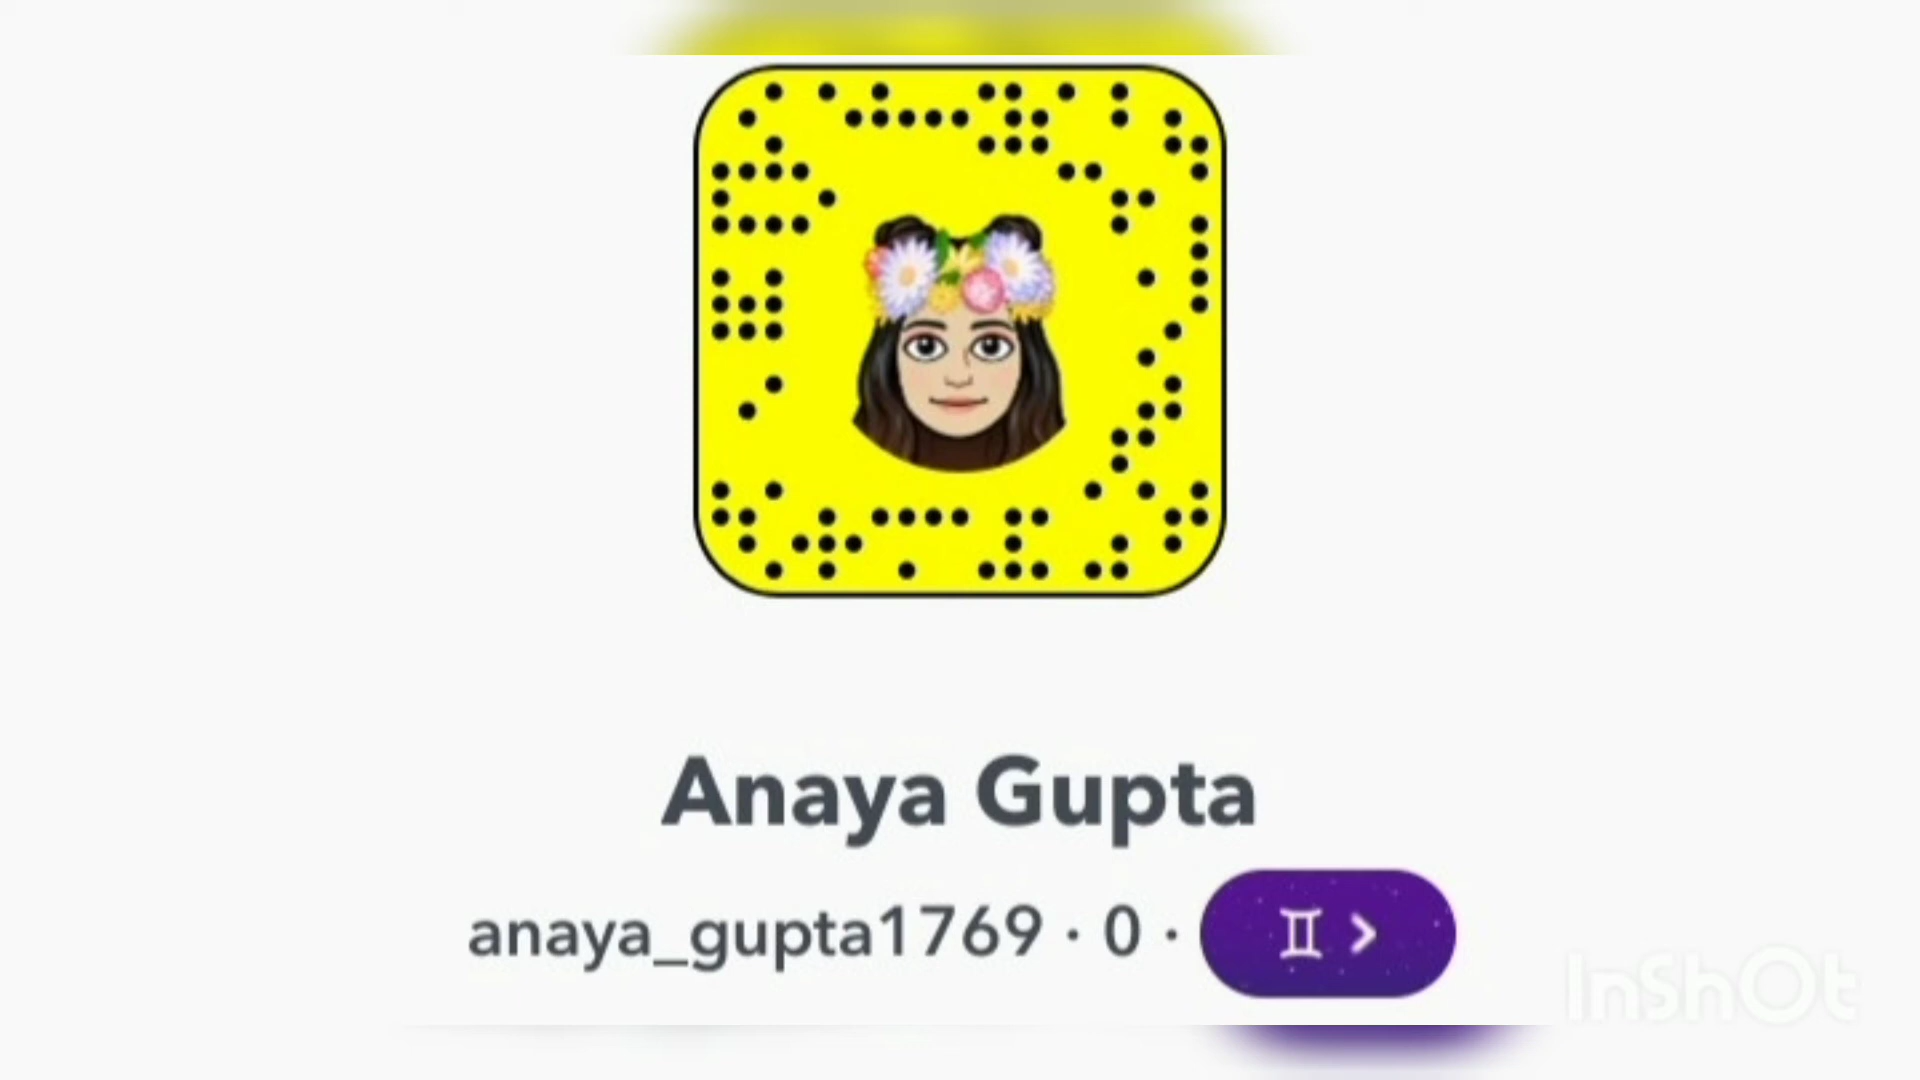 Anaya Gupta
anaya_gupta1769 · 0 · ♊ >
InShOt